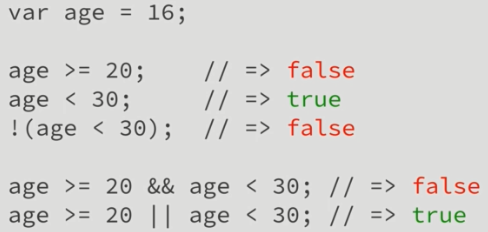 var age = 16;
age >= 20;    // => false
age < 30;     // => true
!(age < 30);  // => false
age >= 20 && age < 30; // => false
age >= 20 || age < 30; // => true